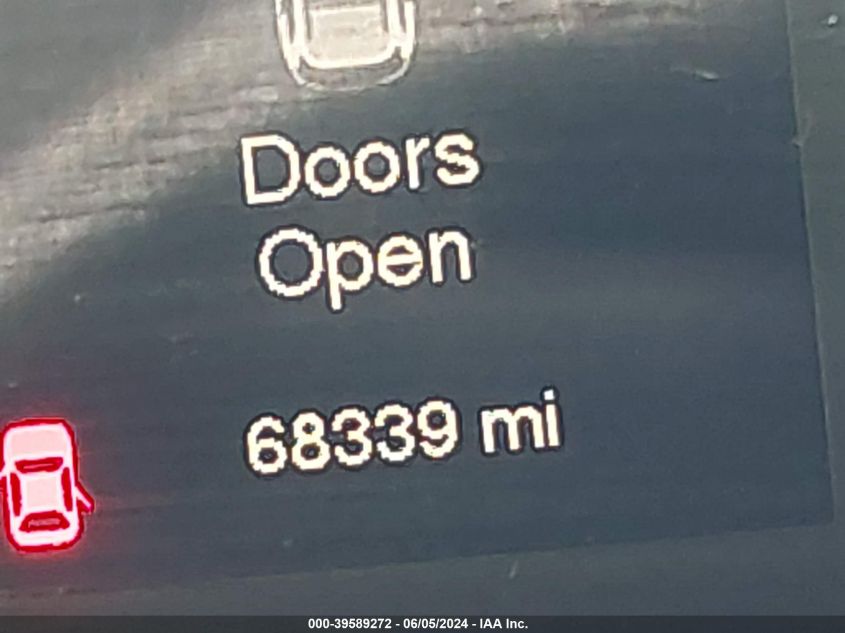 Doors
Open
68339 mi
000-39589272 - 06/05/2024 - IAA Inc.